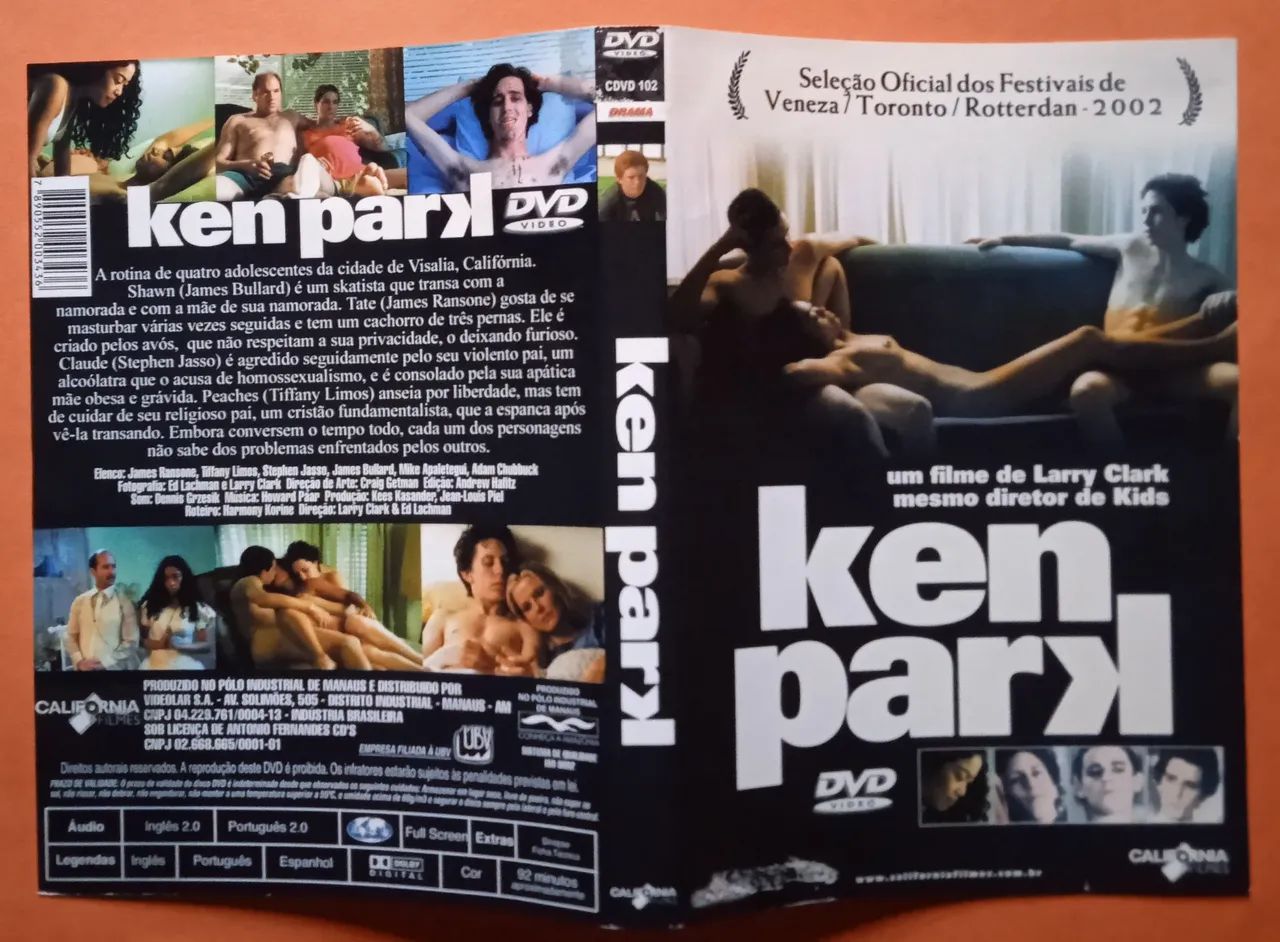 ken park DVD
VIDEO
7890552003436
A rotina de quatro adolescentes da cidade de Visalia, Califórnia.
Shawn (James Bullard) é um skatista que transa com a
namorada e com a mãe de sua namorada. Tate (James Ransone) gosta de se
masturbar várias vezes seguidas e tem um cachorro de três pernas. Ele é
criado pelos avós, que não respeitam a sua privacidade, o deixando furioso.
Claude (Stephen Jasso) é agredido seguidamente pelo seu violento pai, um
alcoólatra que o acusa de homossexualismo, e é consolado pela sua apática
mãe obesa e grávida. Peaches (Tiffany Limos) anseia por liberdade, mas tem
de cuidar de seu religioso pai, um cristão fundamentalista, que a espanca após
vê-la transando. Embora conversem o tempo todo, cada um dos personagens
não sabe dos problemas enfrentados pelos outros.
Elenco: James Ransone, Tiffany Limos, Stephen Jasso, James Bullard, Mike Apaletegui, Adam Chubbuck
Fotografia: Ed Lachman e Larry Clark Direção de Arte: Craig Getman Edição: Andrew Hafitz
Som: Dennis Grzesik Música: Howard Paar Produção: Kees Kasander, Jean-Louis Piel
Roteiro: Harmony Korine Direção: Larry Clark & Ed Lachman
CALIFORNIA
FILMES
PRODUZIDO NO PÓLO INDUSTRIAL DE MANAUS E DISTRIBUIDO POR
VIDEOLAR S.A. - AV. SOLIMÕES, 505 - DISTRITO INDUSTRIAL - MANAUS - AM
CNPJ 04.229.761/0004-13 - INDÚSTRIA BRASILEIRA
SOB LICENÇA DE ANTONIO FERNANDES CD'S
CNPJ 02.668.665/0001-01
EMPRESA FILIADA À UBV
UBV
PRODUZIDO
NO PÓLO INDUSTRIAL
DE MANAUS
CONHEÇA A AMAZÔNIA
Direitos autorais reservados. A reprodução deste DVD é proibida. Os infratores estarão sujeitos às penalidades previstas em lei.
Áudio Inglês 2.0 Português 2.0 Full Screen Extras Sinopse
Ficha Técnica
Legendas Inglês Português Espanhol DOLBY
DIGITAL Cor 92 minutos
aproximadamente
DVD
VIDEO
CDVD 102
DRAMA
ken park
CALIFORNIA
FILMES
Seleção Oficial dos Festivais de
Veneza / Toronto / Rotterdan - 2002
um filme de Larry Clark
mesmo diretor de Kids
ken
park
DVD
VIDEO
CALIFORNIA
FILMES
www.californiafilmes.com.br